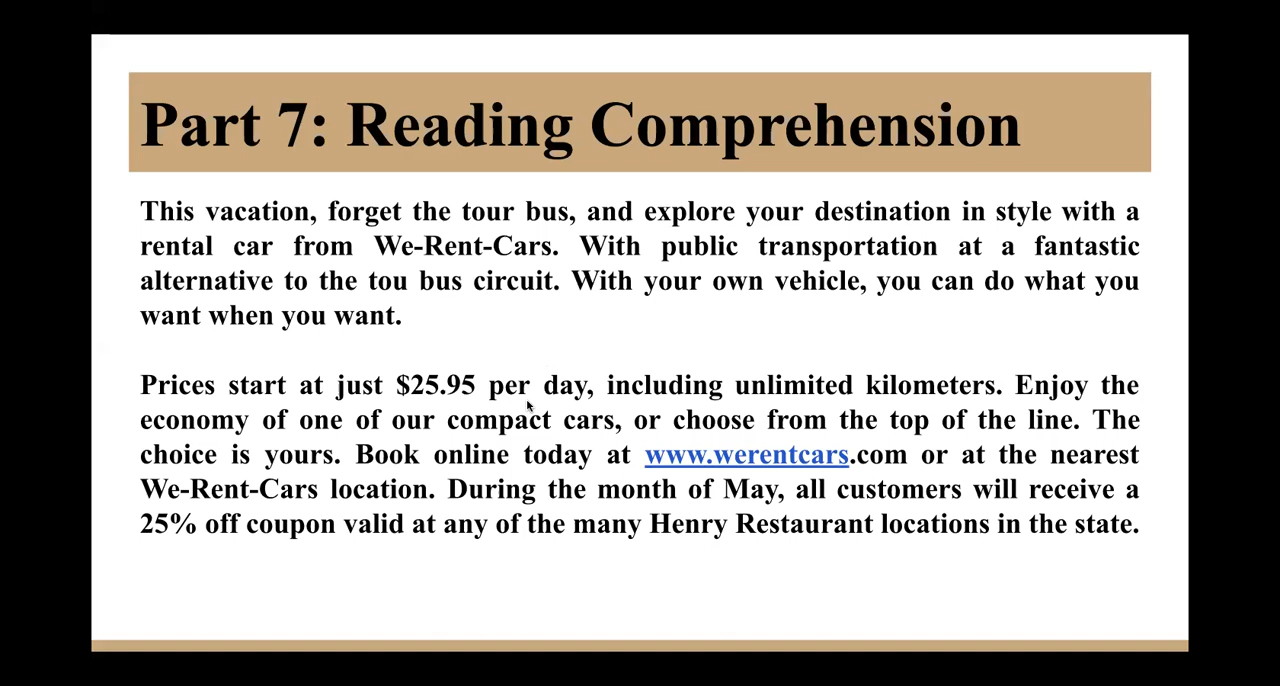 Part 7: Reading Comprehension
This vacation, forget the tour bus, and explore your destination in style with a
rental car from We-Rent-Cars. With public transportation at a fantastic
alternative to the tou bus circuit. With your own vehicle, you can do what you
want when you want.
Prices start at just $25.95 per day, including unlimited kilometers. Enjoy the
economy of one of our compact cars, or choose from the top of the line. The
choice is yours. Book online today at www.werentcars.com or at the nearest
We-Rent-Cars location. During the month of May, all customers will receive a
25% off coupon valid at any of the many Henry Restaurant locations in the state.